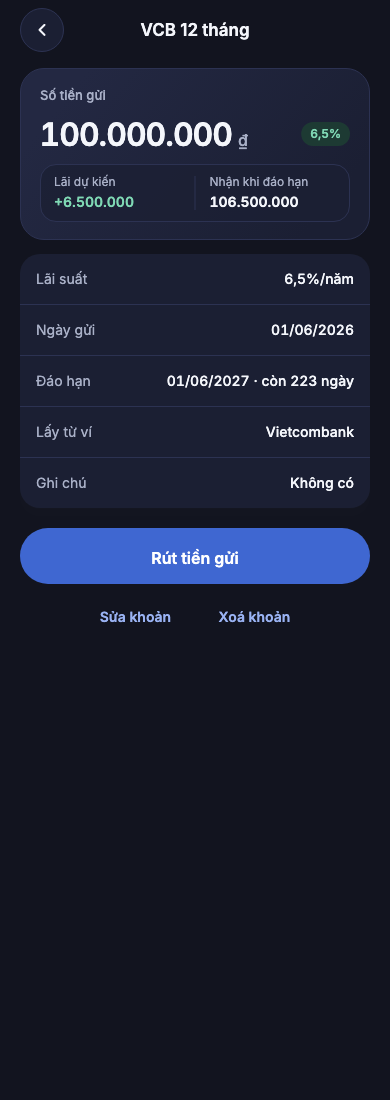 VCB 12 tháng
Số tiền gửi
100.000.000 ₫
6,5%
Lãi dự kiến
+6.500.000
Nhận khi đáo hạn
106.500.000
Lãi suất
6,5%/năm
Ngày gửi
01/06/2026
Đáo hạn
01/06/2027 · còn 223 ngày
Lấy từ ví
Vietcombank
Ghi chú
Không có
Rút tiền gửi
Sửa khoản
Xoá khoản